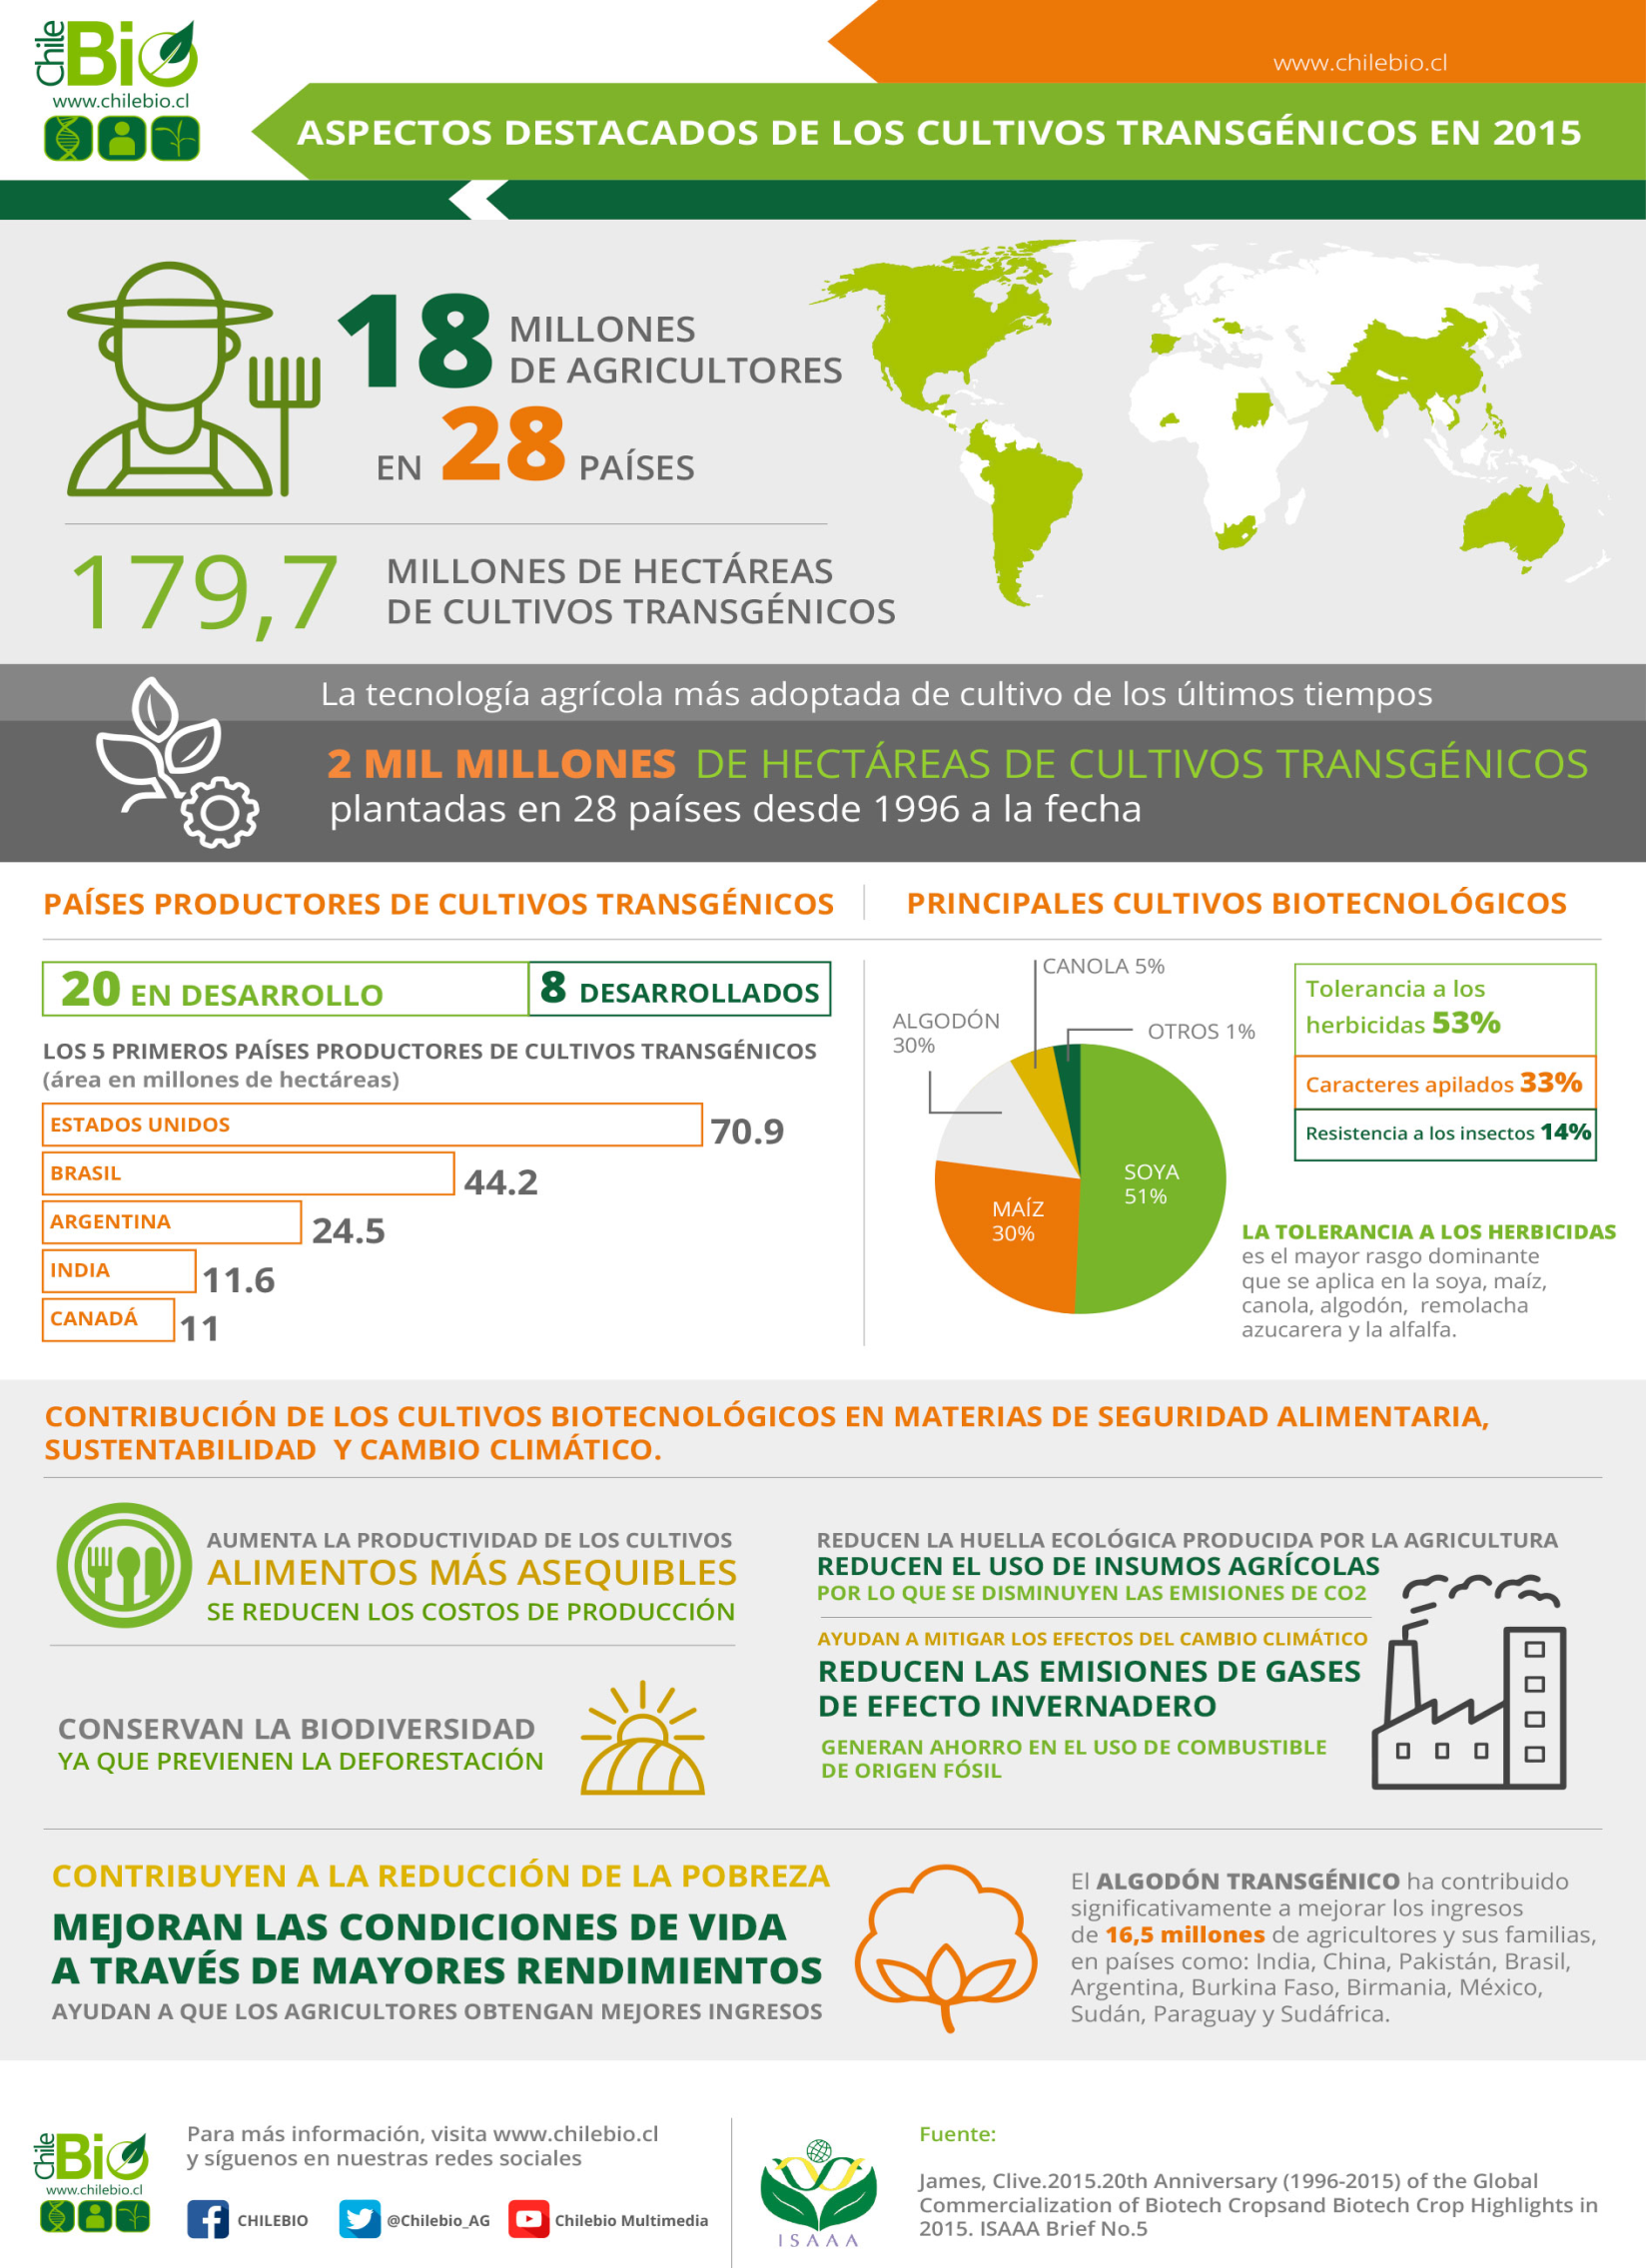 Chile
Bio
www.chilebio.cl
www.chilebio.cl
ASPECTOS DESTACADOS DE LOS CULTIVOS TRANSGÉNICOS EN 2015
18 MILLONES
DE AGRICULTORES
EN 28 PAÍSES
179,7 MILLONES DE HECTÁREAS
DE CULTIVOS TRANSGÉNICOS
La tecnología agrícola más adoptada de cultivo de los últimos tiempos
2 MIL MILLONES DE HECTÁREAS DE CULTIVOS TRANSGÉNICOS
plantadas en 28 países desde 1996 a la fecha
PAÍSES PRODUCTORES DE CULTIVOS TRANSGÉNICOS
20 EN DESARROLLO
8 DESARROLLADOS
LOS 5 PRIMEROS PAÍSES PRODUCTORES DE CULTIVOS TRANSGÉNICOS
(área en millones de hectáreas)
ESTADOS UNIDOS 70.9
BRASIL 44.2
ARGENTINA 24.5
INDIA 11.6
CANADÁ 11
PRINCIPALES CULTIVOS BIOTECNOLÓGICOS
CANOLA 5%
ALGODÓN
30%
OTROS 1%
SOYA
51%
MAÍZ
30%
Tolerancia a los
herbicidas 53%
Caracteres apilados 33%
Resistencia a los insectos 14%
LA TOLERANCIA A LOS HERBICIDAS
es el mayor rasgo dominante
que se aplica en la soya, maíz,
canola, algodón, remolacha
azucarera y la alfalfa.
CONTRIBUCIÓN DE LOS CULTIVOS BIOTECNOLÓGICOS EN MATERIAS DE SEGURIDAD ALIMENTARIA,
SUSTENTABILIDAD Y CAMBIO CLIMÁTICO.
AUMENTA LA PRODUCTIVIDAD DE LOS CULTIVOS
ALIMENTOS MÁS ASEQUIBLES
SE REDUCEN LOS COSTOS DE PRODUCCIÓN
CONSERVAN LA BIODIVERSIDAD
YA QUE PREVIENEN LA DEFORESTACIÓN
REDUCEN LA HUELLA ECOLÓGICA PRODUCIDA POR LA AGRICULTURA
REDUCEN EL USO DE INSUMOS AGRÍCOLAS
POR LO QUE SE DISMINUYEN LAS EMISIONES DE CO2
AYUDAN A MITIGAR LOS EFECTOS DEL CAMBIO CLIMÁTICO
REDUCEN LAS EMISIONES DE GASES
DE EFECTO INVERNADERO
GENERAN AHORRO EN EL USO DE COMBUSTIBLE
DE ORIGEN FÓSIL
CONTRIBUYEN A LA REDUCCIÓN DE LA POBREZA
MEJORAN LAS CONDICIONES DE VIDA
A TRAVÉS DE MAYORES RENDIMIENTOS
AYUDAN A QUE LOS AGRICULTORES OBTENGAN MEJORES INGRESOS
El ALGODÓN TRANSGÉNICO ha contribuido
significativamente a mejorar los ingresos
de 16,5 millones de agricultores y sus familias,
en países como: India, China, Pakistán, Brasil,
Argentina, Burkina Faso, Birmania, México,
Sudán, Paraguay y Sudáfrica.
Chile
Bio
www.chilebio.cl
Para más información, visita www.chilebio.cl
y síguenos en nuestras redes sociales
CHILEBIO
@Chilebio_AG
Chilebio Multimedia
ISAAA
Fuente:
James, Clive.2015.20th Anniversary (1996-2015) of the Global
Commercialization of Biotech Cropsand Biotech Crop Highlights in
2015. ISAAA Brief No.5